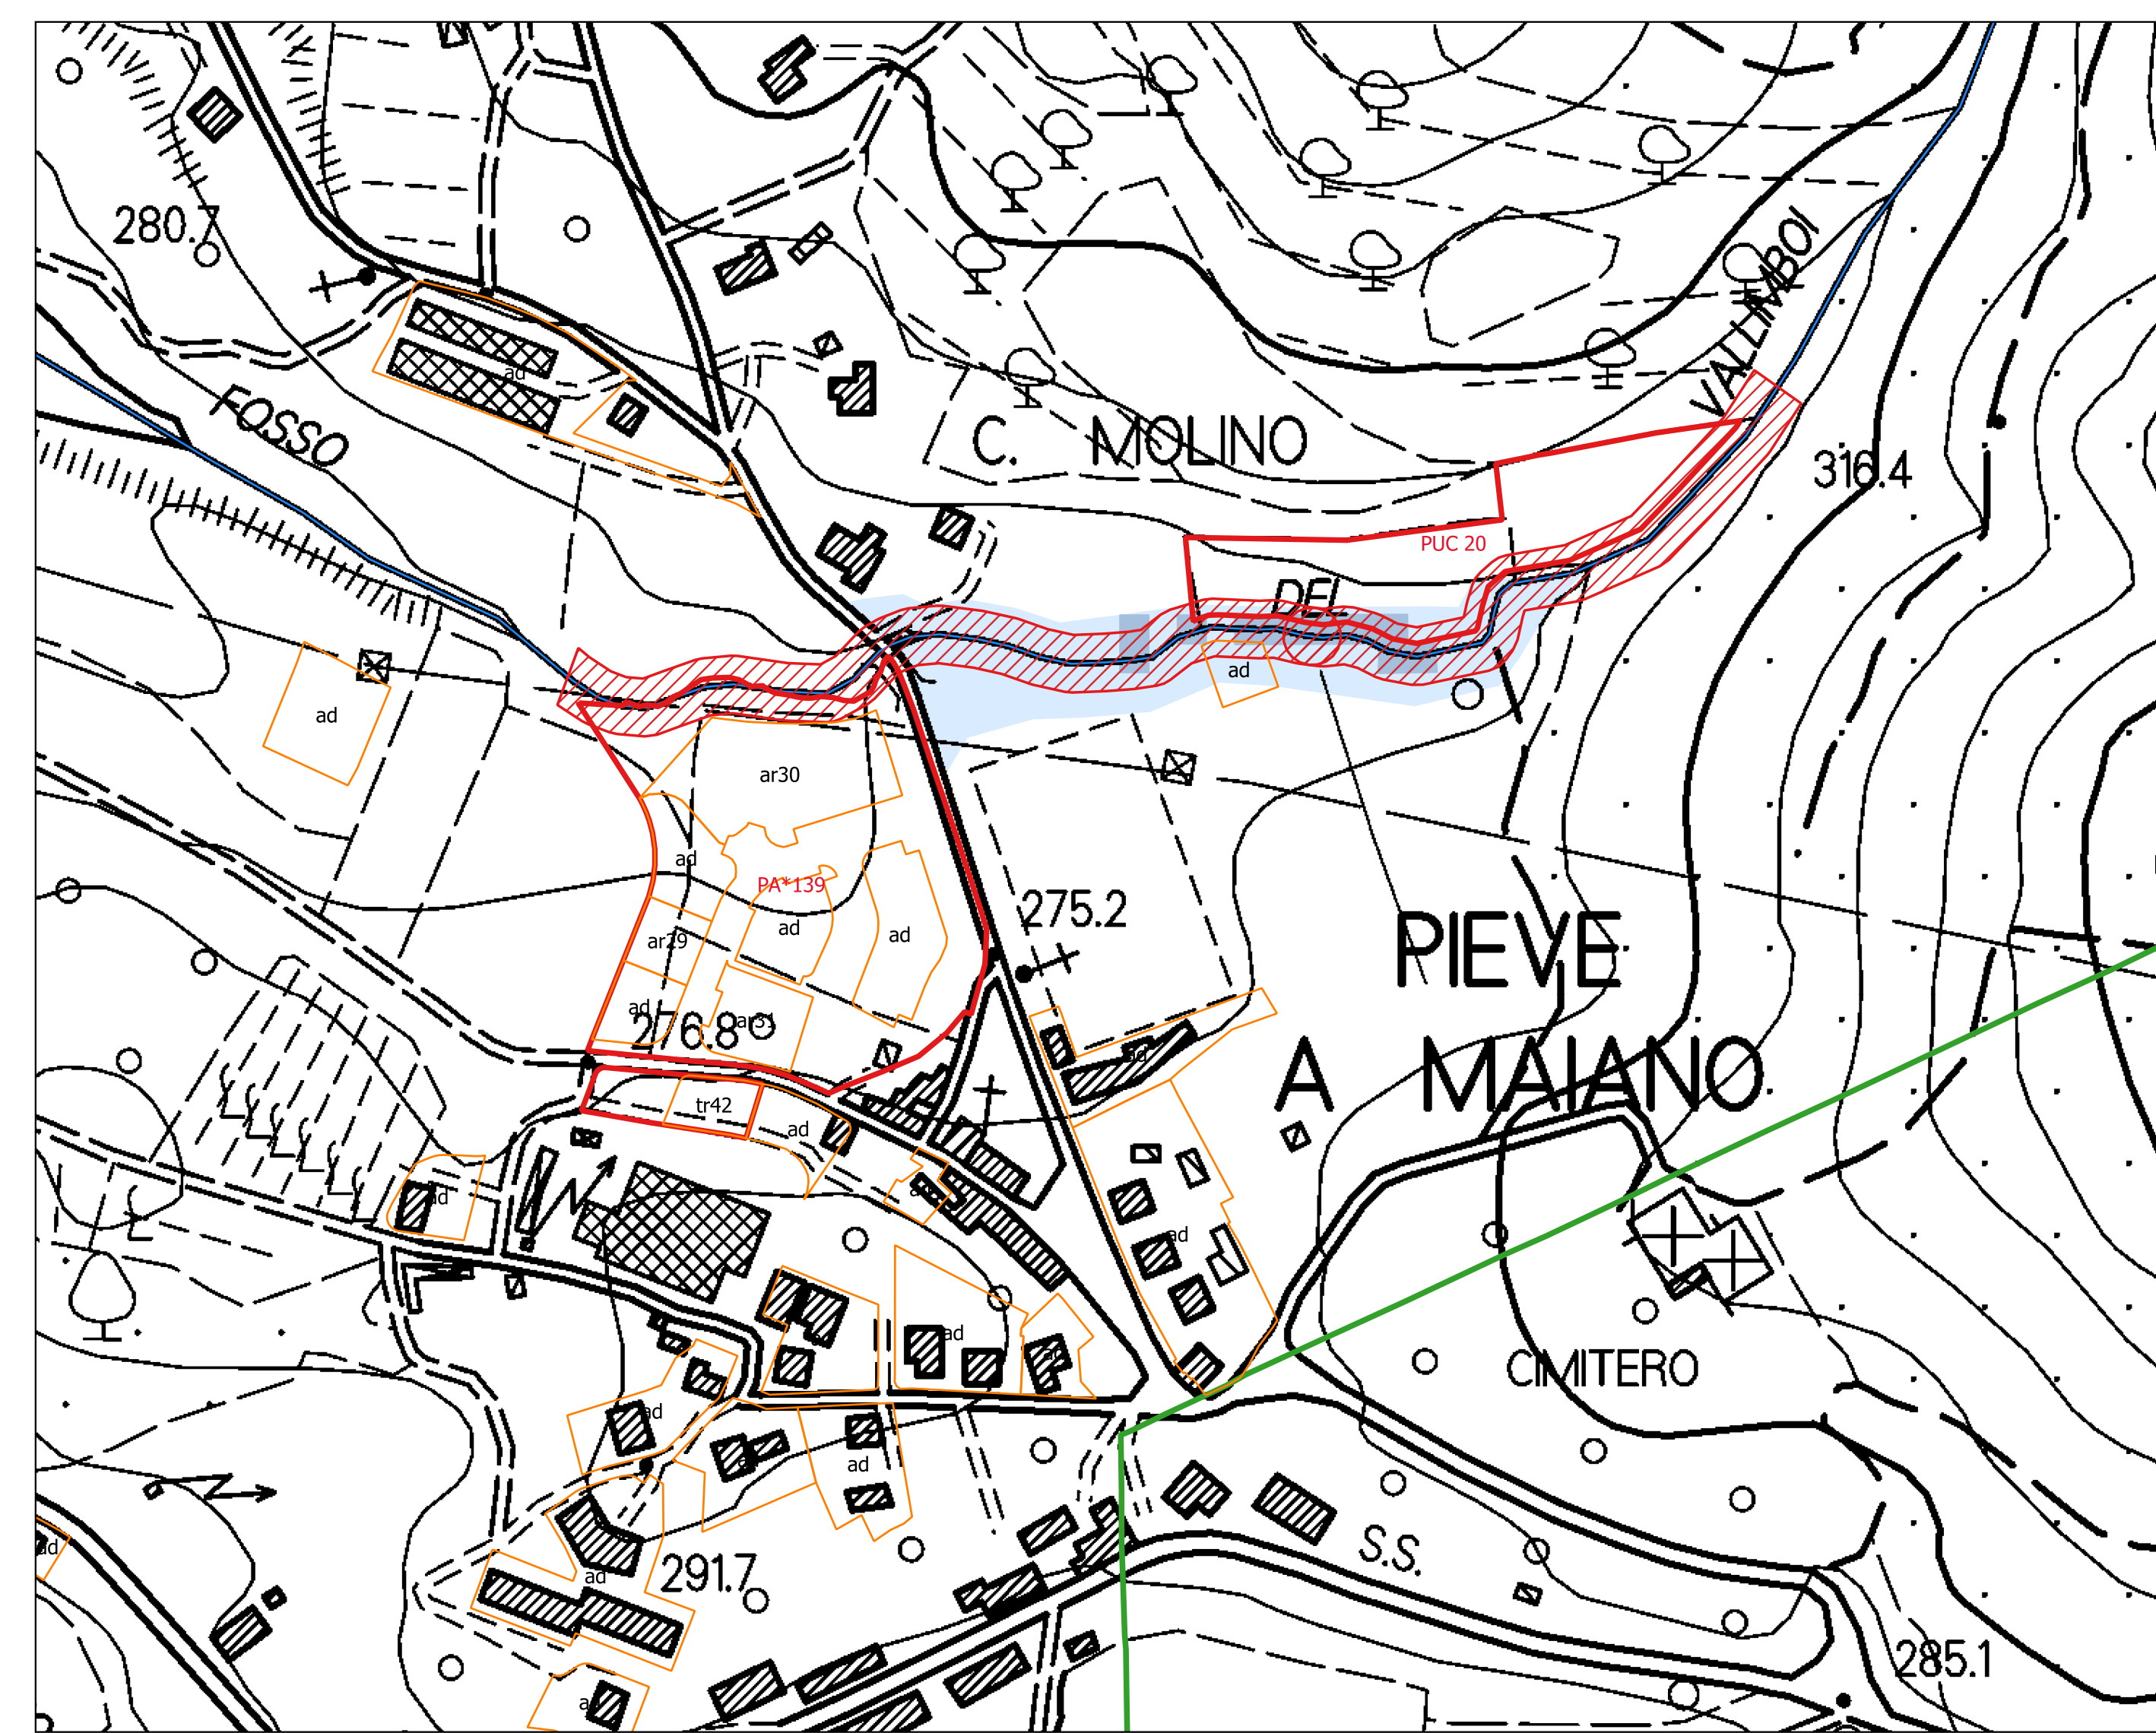 280.7
FOSSO
ad
C. MOLINO
VALLIMBOI
316.4
PUC 20
DEL
ad
ad
ar30
ad
PA*139
275.2
ar29
ad
ad
PIEVE
ad
276.8
ar31
ad
A MAIANO
tr42
ad
ad
ad
ad
CIMITERO
ad
ad
ad
S.S.
291.7
ad
285.1